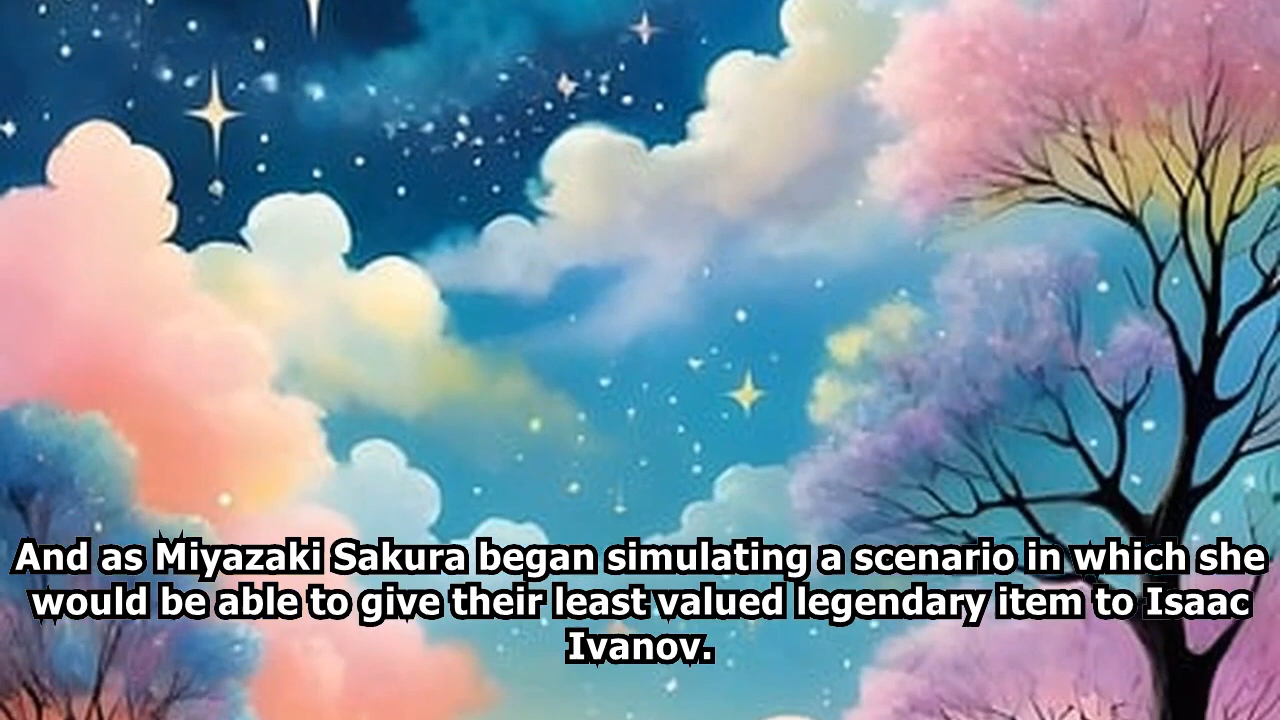 And as Miyazaki Sakura began simulating a scenario in which she
would be able to give their least valued legendary item to Isaac
Ivanov.